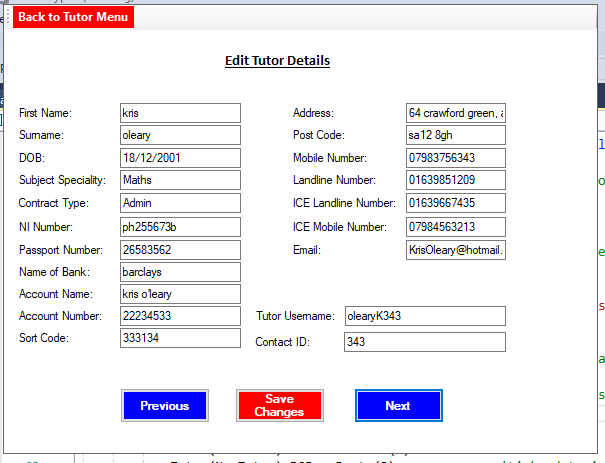 Back to Tutor Menu
Edit Tutor Details
First Name: kris
Surname: oleary
DOB: 18/12/2001
Subject Speciality: Maths
Contract Type: Admin
NI Number: ph255673b
Passport Number: 26583562
Name of Bank: barclays
Account Name: kris o'leary
Account Number: 22234533
Sort Code: 333134
Address: 64 crawford green, a
Post Code: sa12 8gh
Mobile Number: 07983756343
Landline Number: 01639851209
ICE Landline Number: 01639667435
ICE Mobile Number: 07984563213
Email: KrisOleary@hotmail.
Tutor Username: olearyK343
Contact ID: 343
Previous
Save
Changes
Next